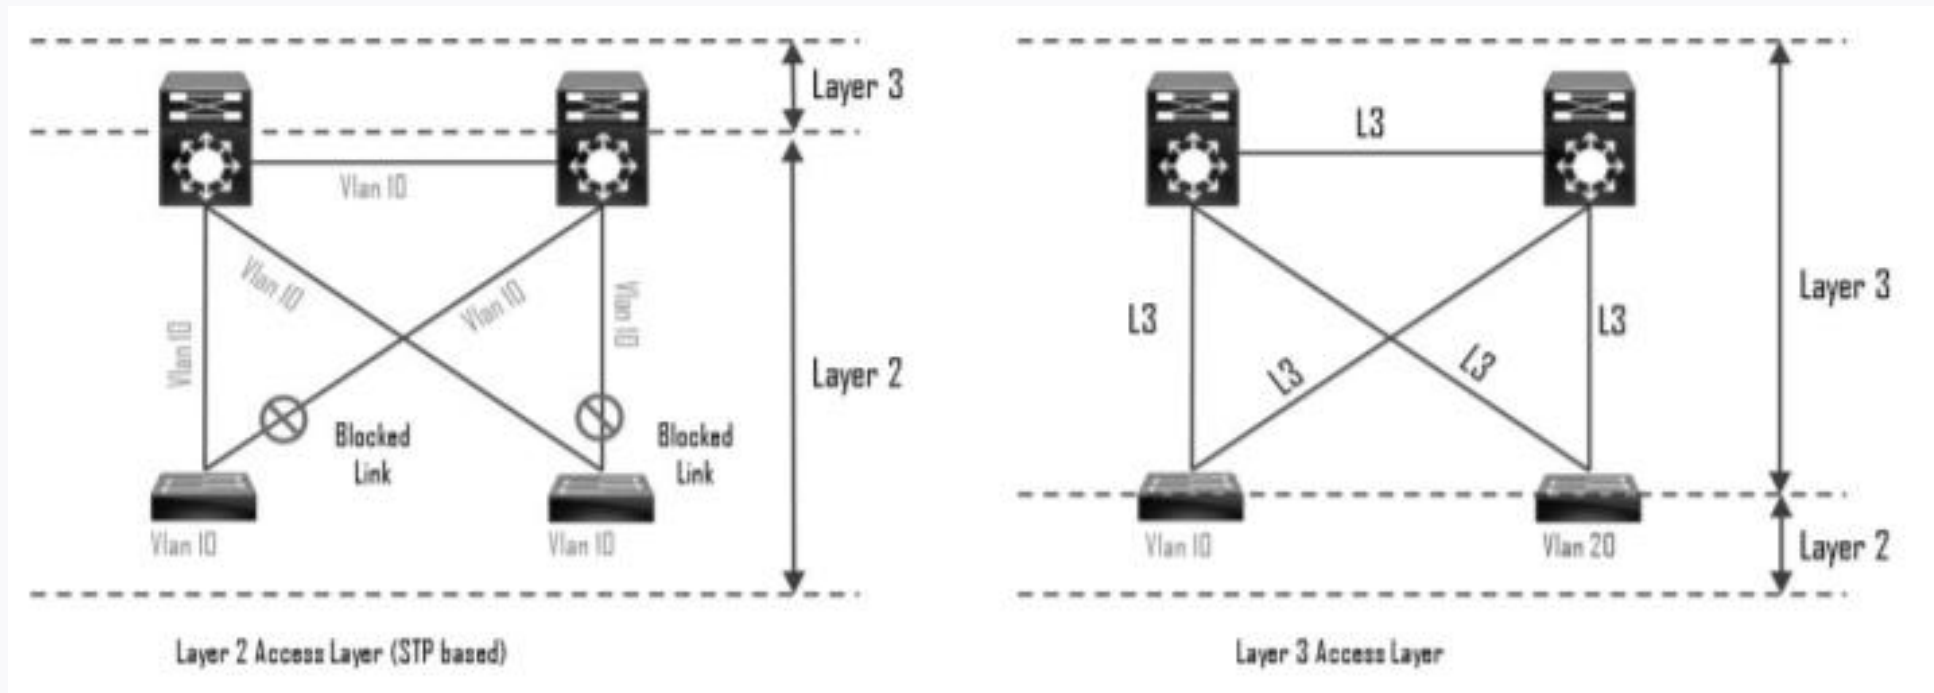 Layer 3
Vlan 10
Vlan 10
Vlan 10
Vlan 10
Vlan 10
Layer 2
Blocked
Link
Blocked
Link
Vlan 10
Vlan 10
Layer 2 Access Layer (STP based)
L3
L3
L3
L3
L3
Layer 3
Vlan 10
Vlan 20
Layer 2
Layer 3 Access Layer